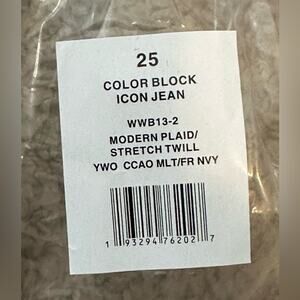 25
COLOR BLOCK
ICON JEAN
WWB13-2
MODERN PLAID/
STRETCH TWILL
YWO CCAO MLT/FR NVY
1 93294 76202 7